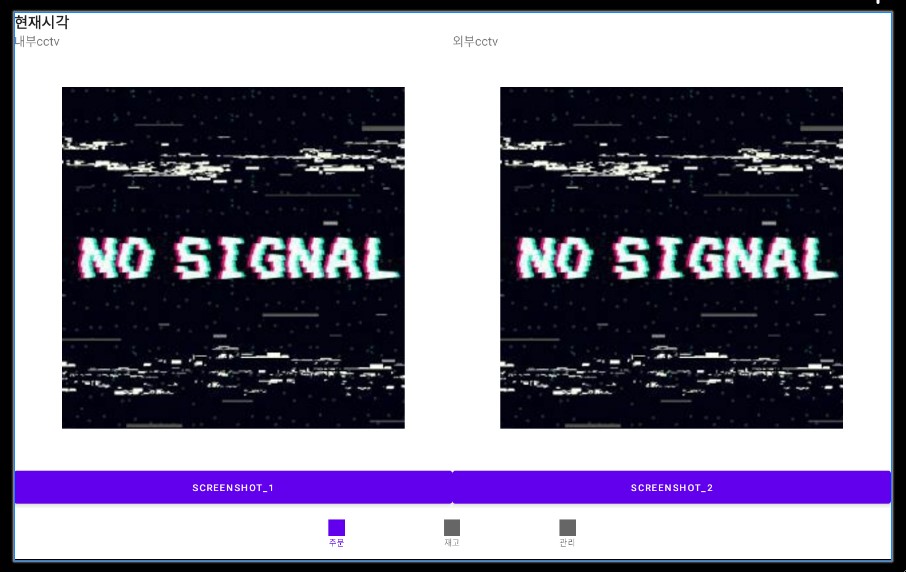 현재시각
내부cctv
외부cctv
NO SIGNAL
NO SIGNAL
SCREENSHOT_1
SCREENSHOT_2
주문
재고
관리